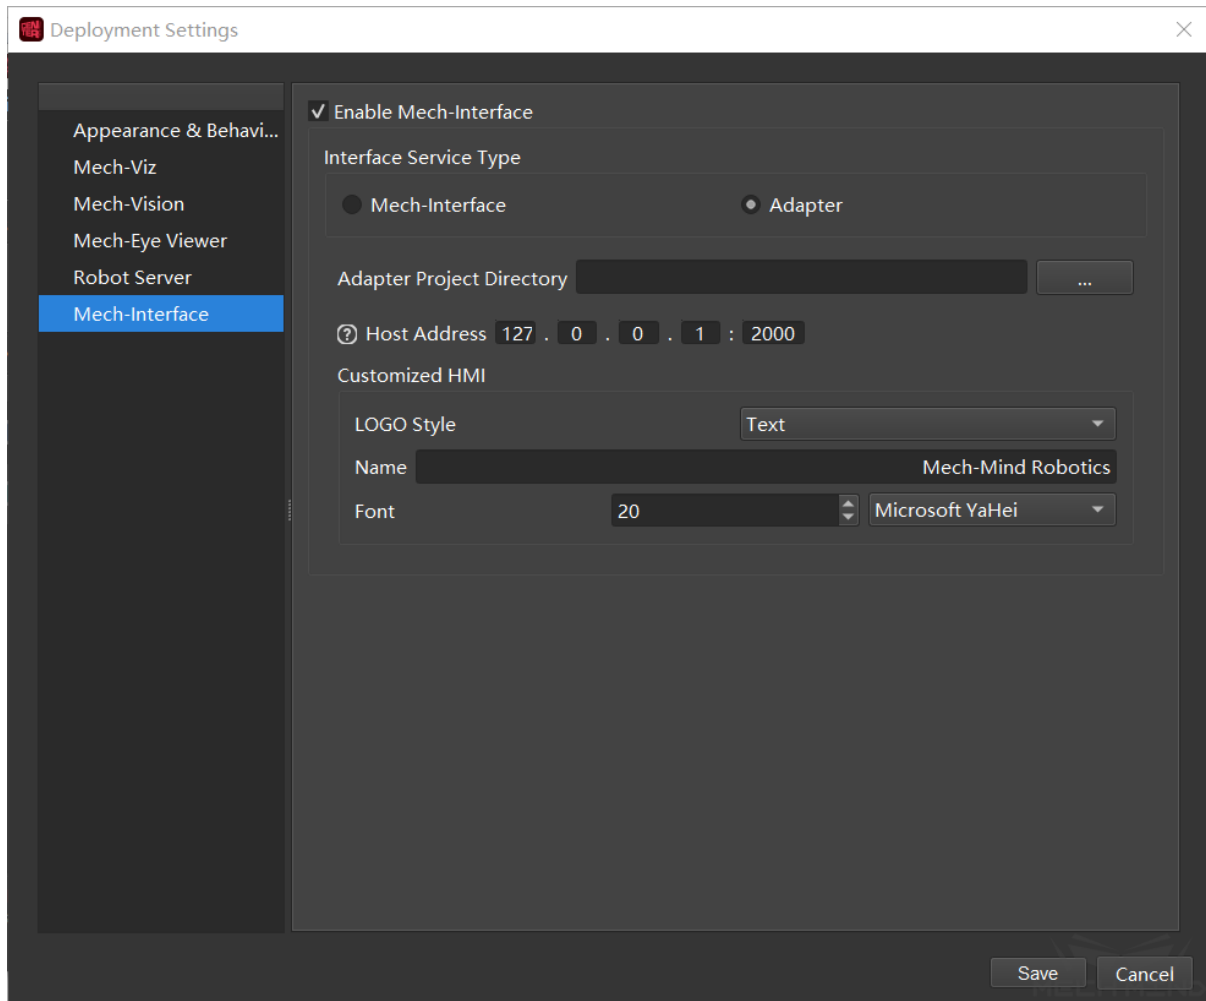 Deployment Settings
Appearance & Behavi...
Mech-Viz
Mech-Vision
Mech-Eye Viewer
Robot Server
Mech-Interface
Enable Mech-Interface
Interface Service Type
Mech-Interface Adapter
Adapter Project Directory ...
Host Address 127 . 0 . 0 . 1 : 2000
Customized HMI
LOGO Style Text
Name Mech-Mind Robotics
Font 20 Microsoft YaHei
Save Cancel